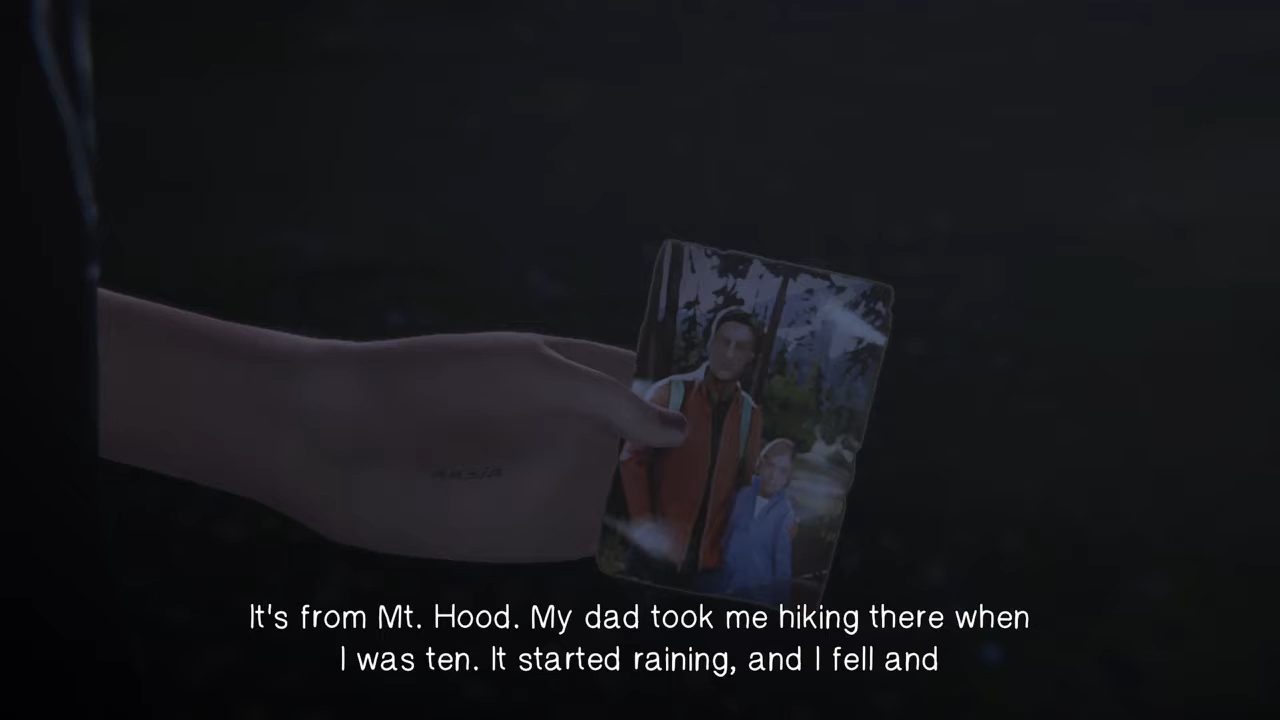 It's from Mt. Hood. My dad took me hiking there when
I was ten. It started raining, and I fell and